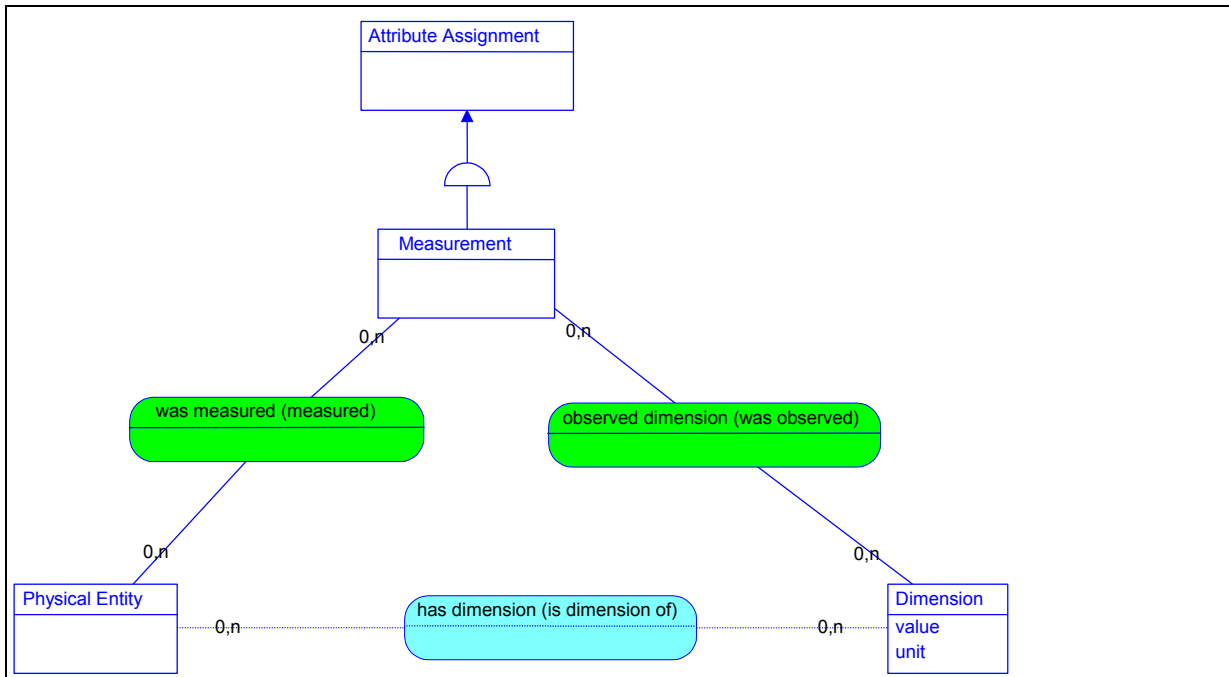 Attribute Assignment
Measurement
0,n
0,n
was measured (measured)
observed dimension (was observed)
0,n
0,n
Physical Entity
has dimension (is dimension of)
Dimension
0,n
0,n
value
unit